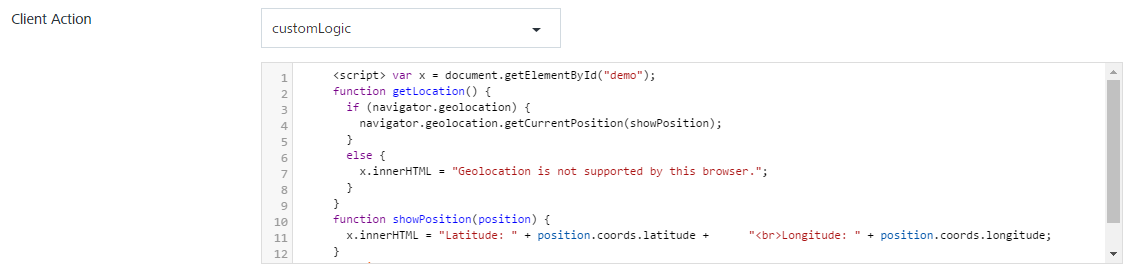 Client Action
customLogic
1 <script> var x = document.getElementById("demo");
2 function getLocation() {
3 if (navigator.geolocation) {
4 navigator.geolocation.getCurrentPosition(showPosition);
5 }
6 else {
7 x.innerHTML = "Geolocation is not supported by this browser.";
8 }
9 }
10 function showPosition(position) {
11 x.innerHTML = "Latitude: " + position.coords.latitude + "<br>Longitude: " + position.coords.longitude;
12 }